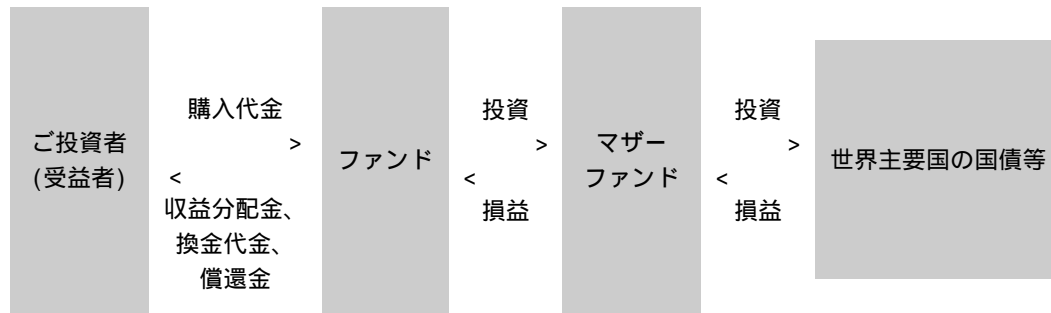 ご投資者
(受益者)
購入代金
>
<
収益分配金、
換金代金、
償還金
ファンド
投資
>
<
損益
マザー
ファンド
投資
>
<
損益
世界主要国の国債等